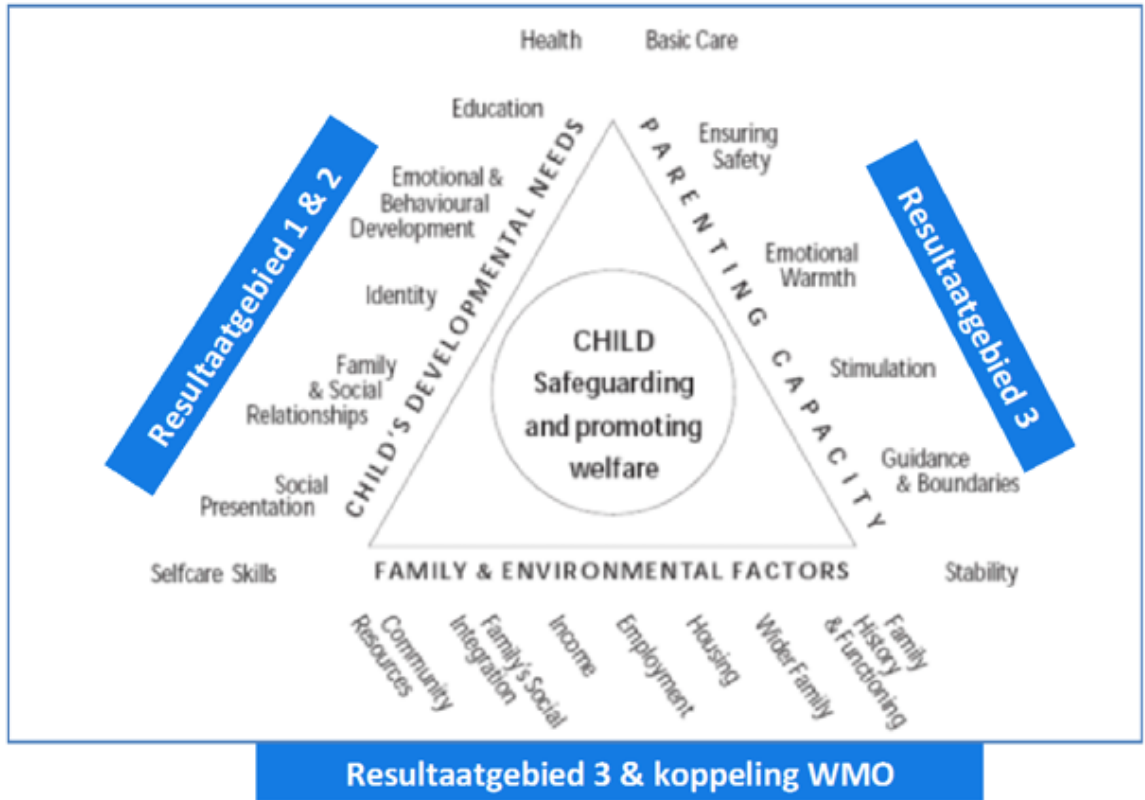 Health
Basic Care
Education
Ensuring
Safety
Emotional &
Behavioural
Development
Emotional
Warmth
Identity
Stimulation
Family
& Social
Relationships
Guidance
& Boundaries
Social
Presentation
Selfcare Skills
Stability
CHILD'S DEVELOPMENTAL NEEDS
PARENTING CAPACITY
CHILD
Safeguarding
and promoting
welfare
FAMILY & ENVIRONMENTAL FACTORS
Community
Resources
Family's Social
Integration
Income
Employment
Housing
Wider Family
Family
History
& Functioning
Resultaatgebied 1 & 2
Resultaatgebied 3
Resultaatgebied 3 & koppeling WMO